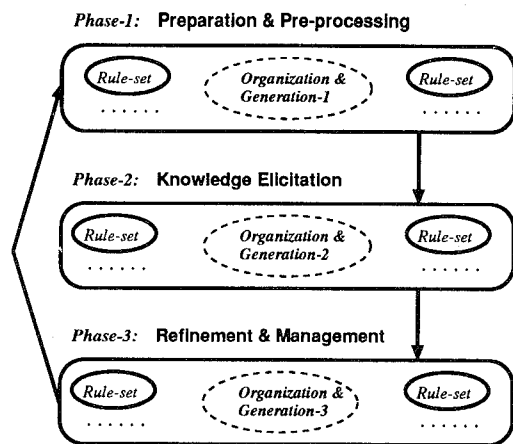 Phase-1: Preparation & Pre-processing
Rule-set Organization & Rule-set
Generation-1
. . . . . . . . . . . .
Phase-2: Knowledge Elicitation
Rule-set Organization & Rule-set
Generation-2
. . . . . . . . . . . .
Phase-3: Refinement & Management
Rule-set Organization & Rule-set
Generation-3
. . . . . . . . . . . .